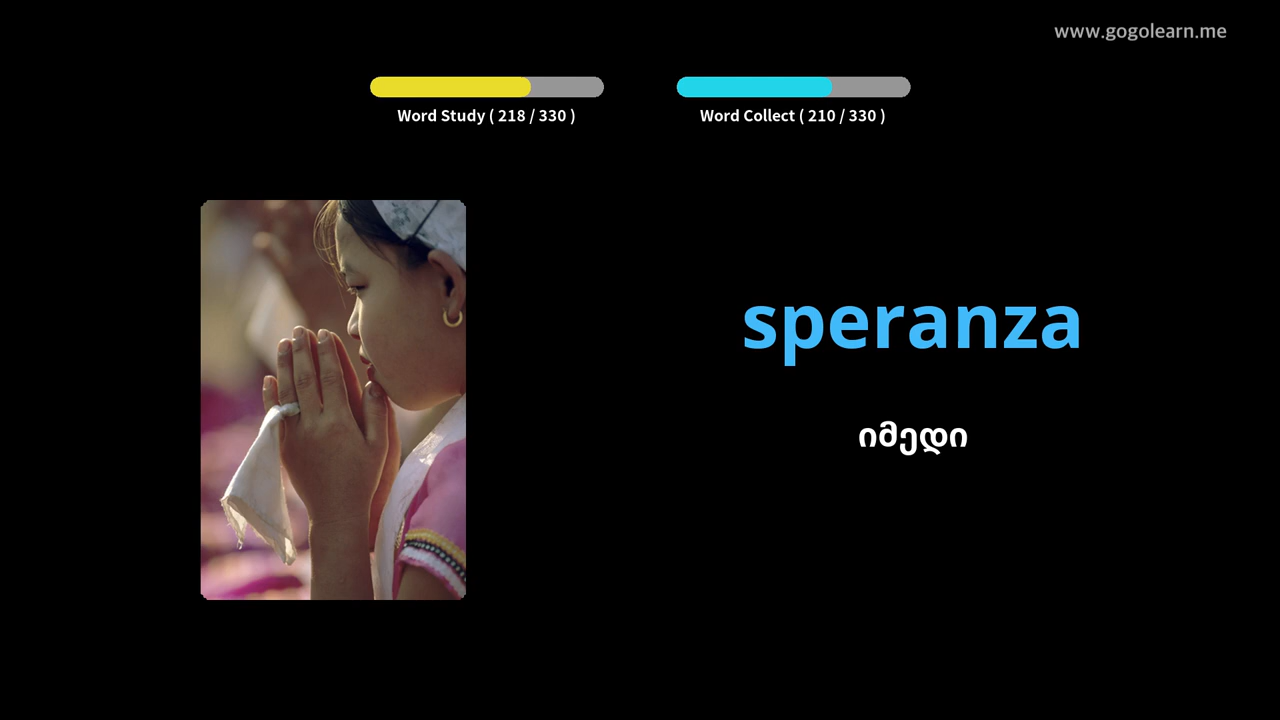 www.gogolearn.me
Word Study ( 218 / 330 )
Word Collect ( 210 / 330 )
speranza
იმედი